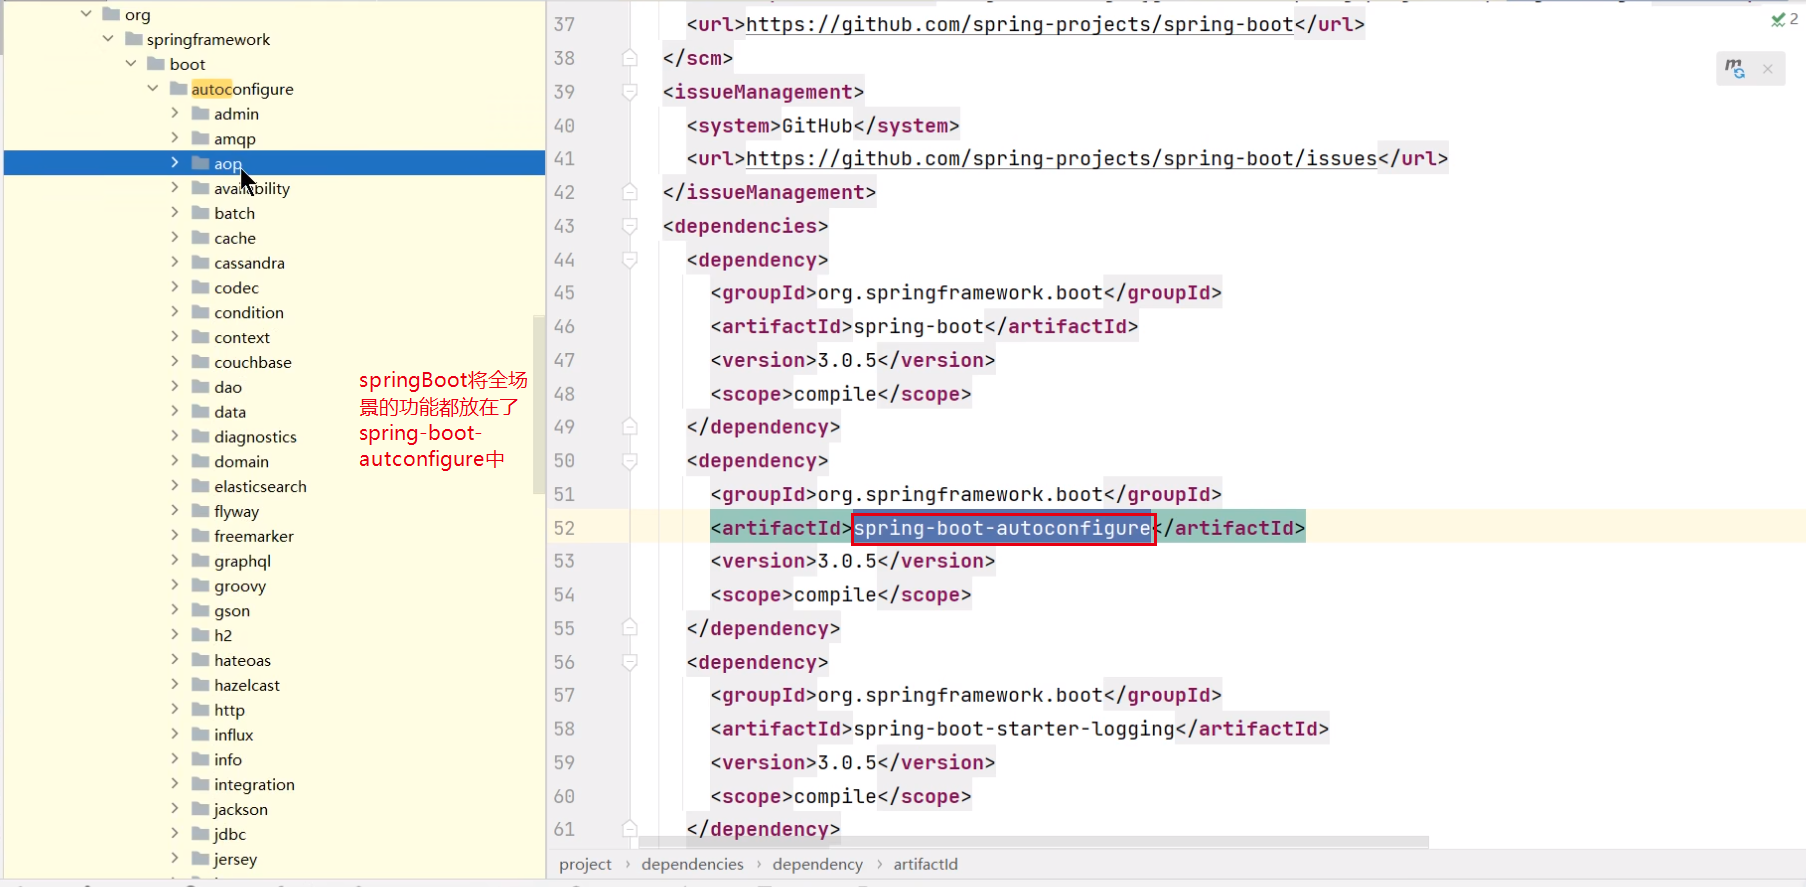 org
springframework
boot
autoconfigure
admin
amqp
aop
availability
batch
cache
cassandra
codec
condition
context
couchbase
dao
data
diagnostics
domain
elasticsearch
flyway
freemarker
graphql
groovy
gson
h2
hateoas
hazelcast
http
influx
info
integration
jackson
jdbc
jersey
springBoot将全场
景的功能都放在了
spring-boot-
autconfigure中
37 <url>https://github.com/spring-projects/spring-boot</url>
38 </scm>
39 <issueManagement>
40 <system>GitHub</system>
41 <url>https://github.com/spring-projects/spring-boot/issues</url>
42 </issueManagement>
43 <dependencies>
44 <dependency>
45 <groupId>org.springframework.boot</groupId>
46 <artifactId>spring-boot</artifactId>
47 <version>3.0.5</version>
48 <scope>compile</scope>
49 </dependency>
50 <dependency>
51 <groupId>org.springframework.boot</groupId>
52 <artifactId>spring-boot-autoconfigure</artifactId>
53 <version>3.0.5</version>
54 <scope>compile</scope>
55 </dependency>
56 <dependency>
57 <groupId>org.springframework.boot</groupId>
58 <artifactId>spring-boot-starter-logging</artifactId>
59 <version>3.0.5</version>
60 <scope>compile</scope>
61 </dependency>
2
m
project › dependencies › dependency › artifactId